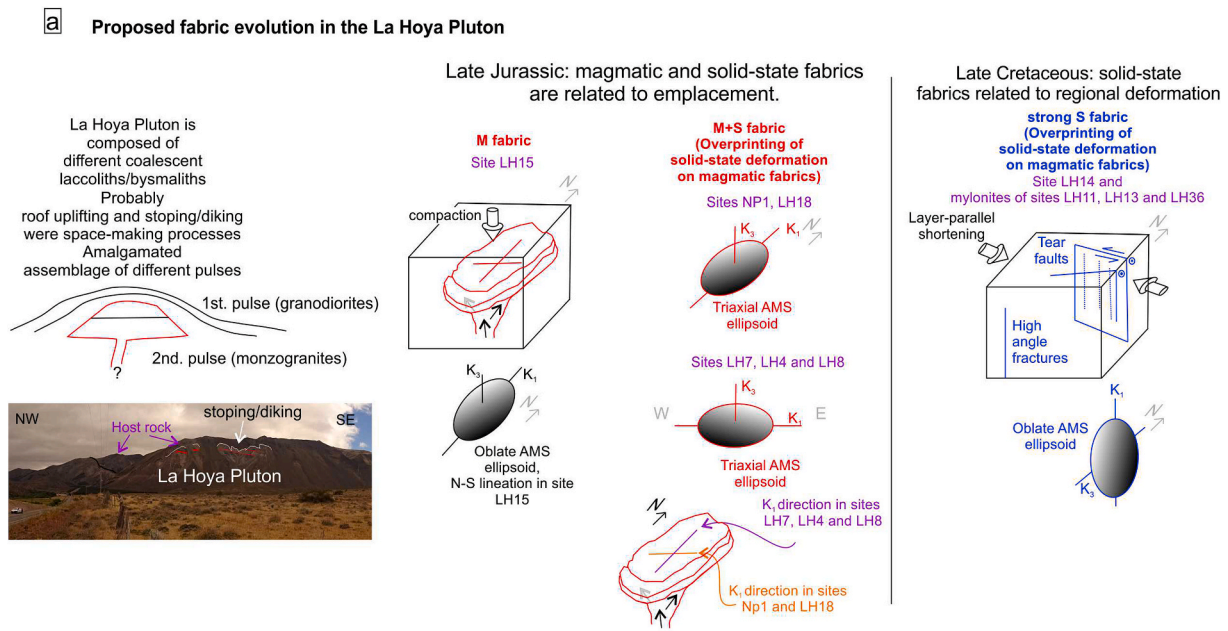 a
Proposed fabric evolution in the La Hoya Pluton
La Hoya Pluton is
composed of
different coalescent
laccoliths/bysmaliths
Probably
roof uplifting and stoping/diking
were space-making processes
Amalgamated
assemblage of different pulses
1st. pulse (granodiorites)
2nd. pulse (monzogranites)
?
NW
stoping/diking
SE
Host rock
La Hoya Pluton
Late Jurassic: magmatic and solid-state fabrics
are related to emplacement.
M fabric
Site LH15
N
compaction
K3
K1
N
Oblate AMS
ellipsoid,
N-S lineation in site
LH15
M+S fabric
(Overprinting of
solid-state deformation
on magmatic fabrics)
Sites NP1, LH18
K3
K1
N
Triaxial AMS
ellipsoid
Sites LH7, LH4 and LH8
K3
W
K1
E
Triaxial AMS
ellipsoid
N
K1 direction in sites
LH7, LH4 and LH8
K1 direction in sites
Np1 and LH18
Late Cretaceous: solid-state
fabrics related to regional deformation
strong S fabric
(Overprinting of
solid-state deformation
on magmatic fabrics)
Site LH14 and
mylonites of sites LH11, LH13 and LH36
Layer-parallel
shortening
N
Tear
faults
High
angle
fractures
K1
N
Oblate AMS
ellipsoid
K3